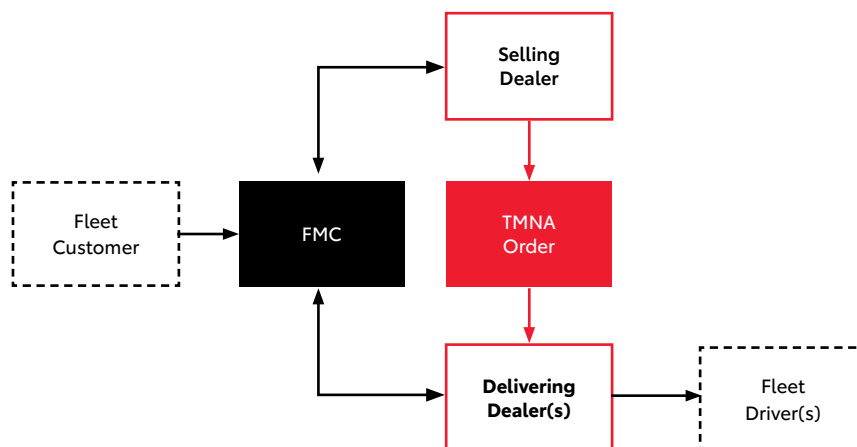 Selling
Dealer
Fleet
Customer
FMC
TMNA
Order
Delivering
Dealer(s)
Fleet
Driver(s)